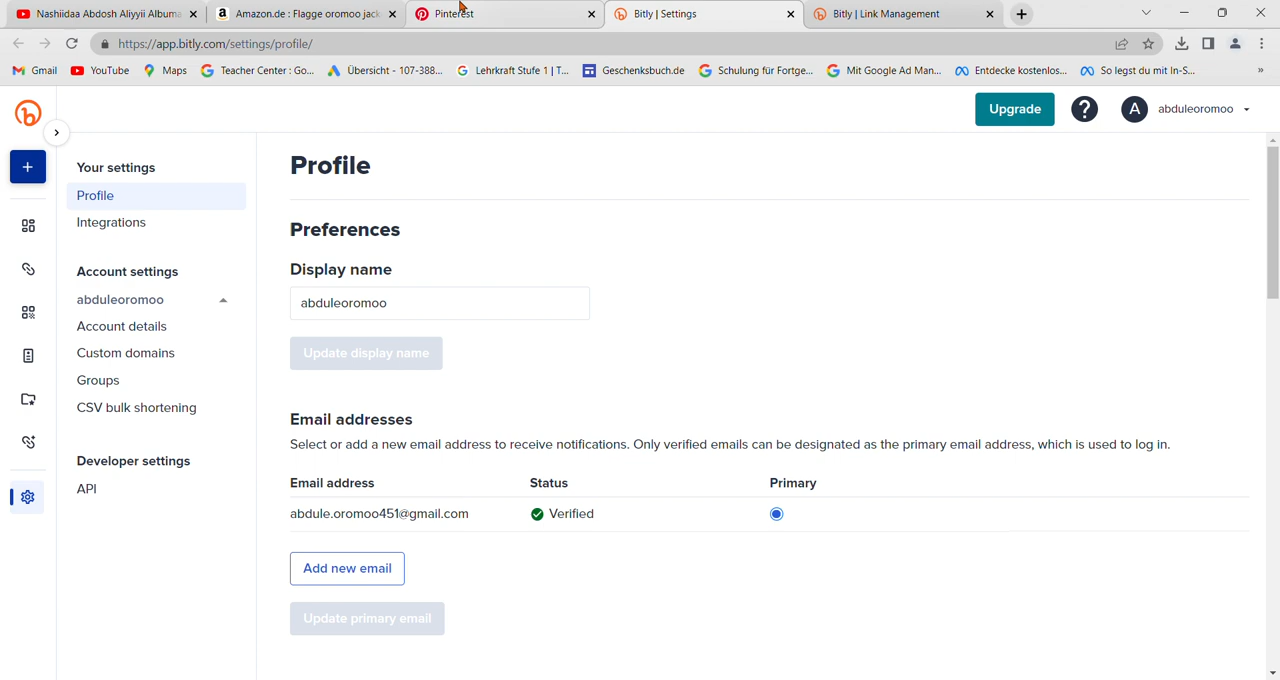 Nashiidaa Abdosh Aliyyii Albuma
Amazon.de : Flagge oromoo jack
Pinterest
Bitly | Settings
Bitly | Link Management
https://app.bitly.com/settings/profile/
Gmail
YouTube
Maps
Teacher Center : Go...
Übersicht - 107-388...
Lehrkraft Stufe 1 | T...
Geschenksbuch.de
Schulung für Fortge...
Mit Google Ad Man...
Entdecke kostenlos...
So legst du mit In-S...
»
Upgrade
?
A
abduleoromoo
Your settings
Profile
Integrations
Account settings
abduleoromoo
Account details
Custom domains
Groups
CSV bulk shortening
Developer settings
API
Profile
Preferences
Display name
abduleoromoo
Update display name
Email addresses
Select or add a new email address to receive notifications. Only verified emails can be designated as the primary email address, which is used to log in.
Email address Status Primary
abdule.oromoo451@gmail.com Verified
Add new email
Update primary email